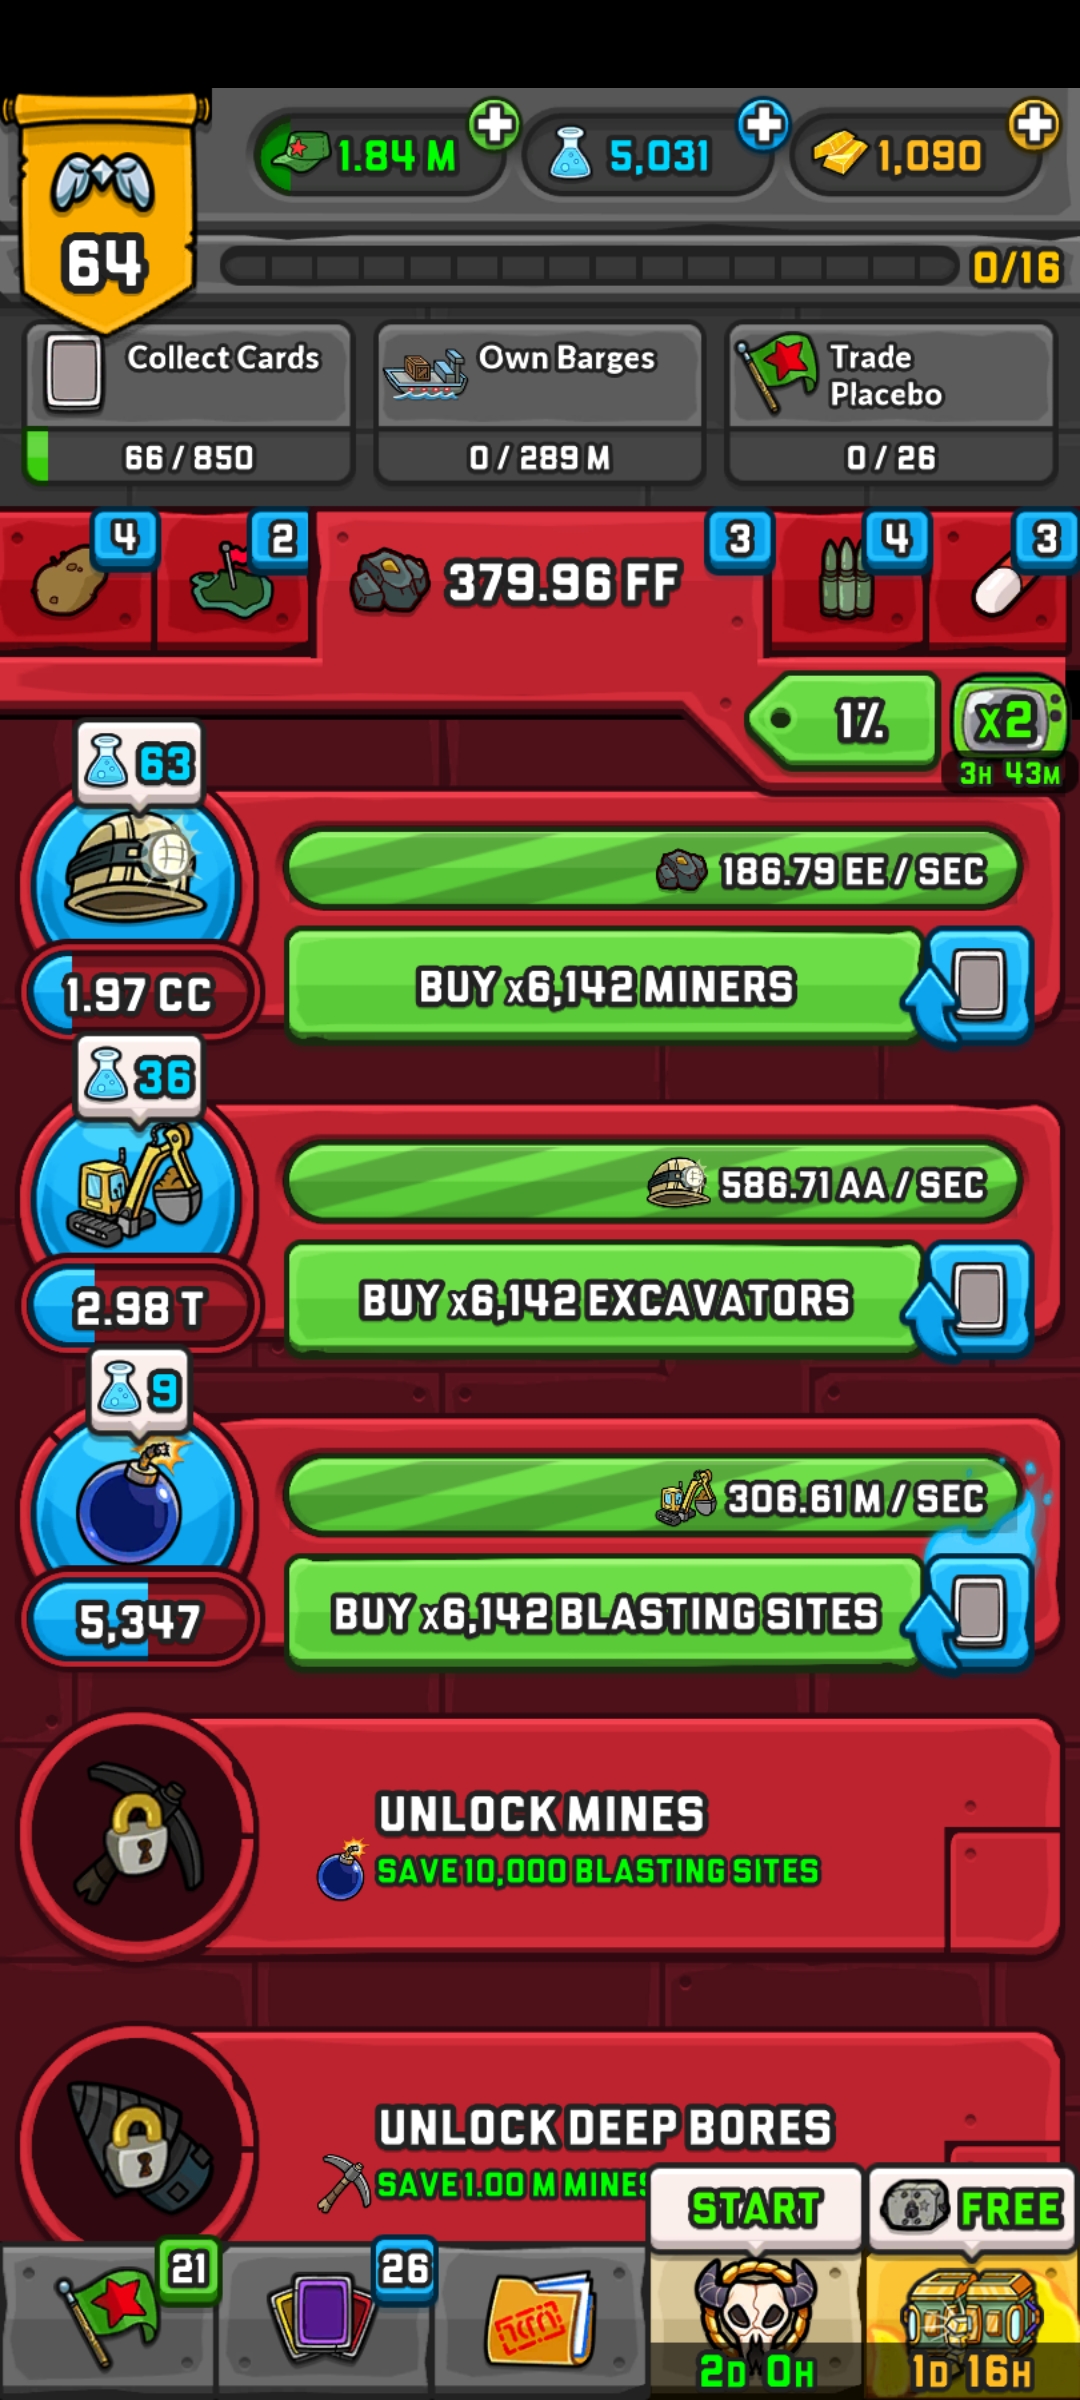 1.84 M
5,031
1,090
64
0/16
Collect Cards
66 / 850
Own Barges
0 / 289 M
Trade
Placebo
0 / 26
4
2
379.96 FF
3
4
3
1%
x2
3H 43M
63
186.79 EE / SEC
1.97 CC
BUY x6,142 MINERS
36
586.71 AA / SEC
2.98 T
BUY x6,142 EXCAVATORS
9
306.61 M / SEC
5,347
BUY x6,142 BLASTING SITES
UNLOCK MINES
SAVE 10,000 BLASTING SITES
UNLOCK DEEP BORES
SAVE 1.00 M MINES
START
FREE
21
26
2D 0H
1D 16H